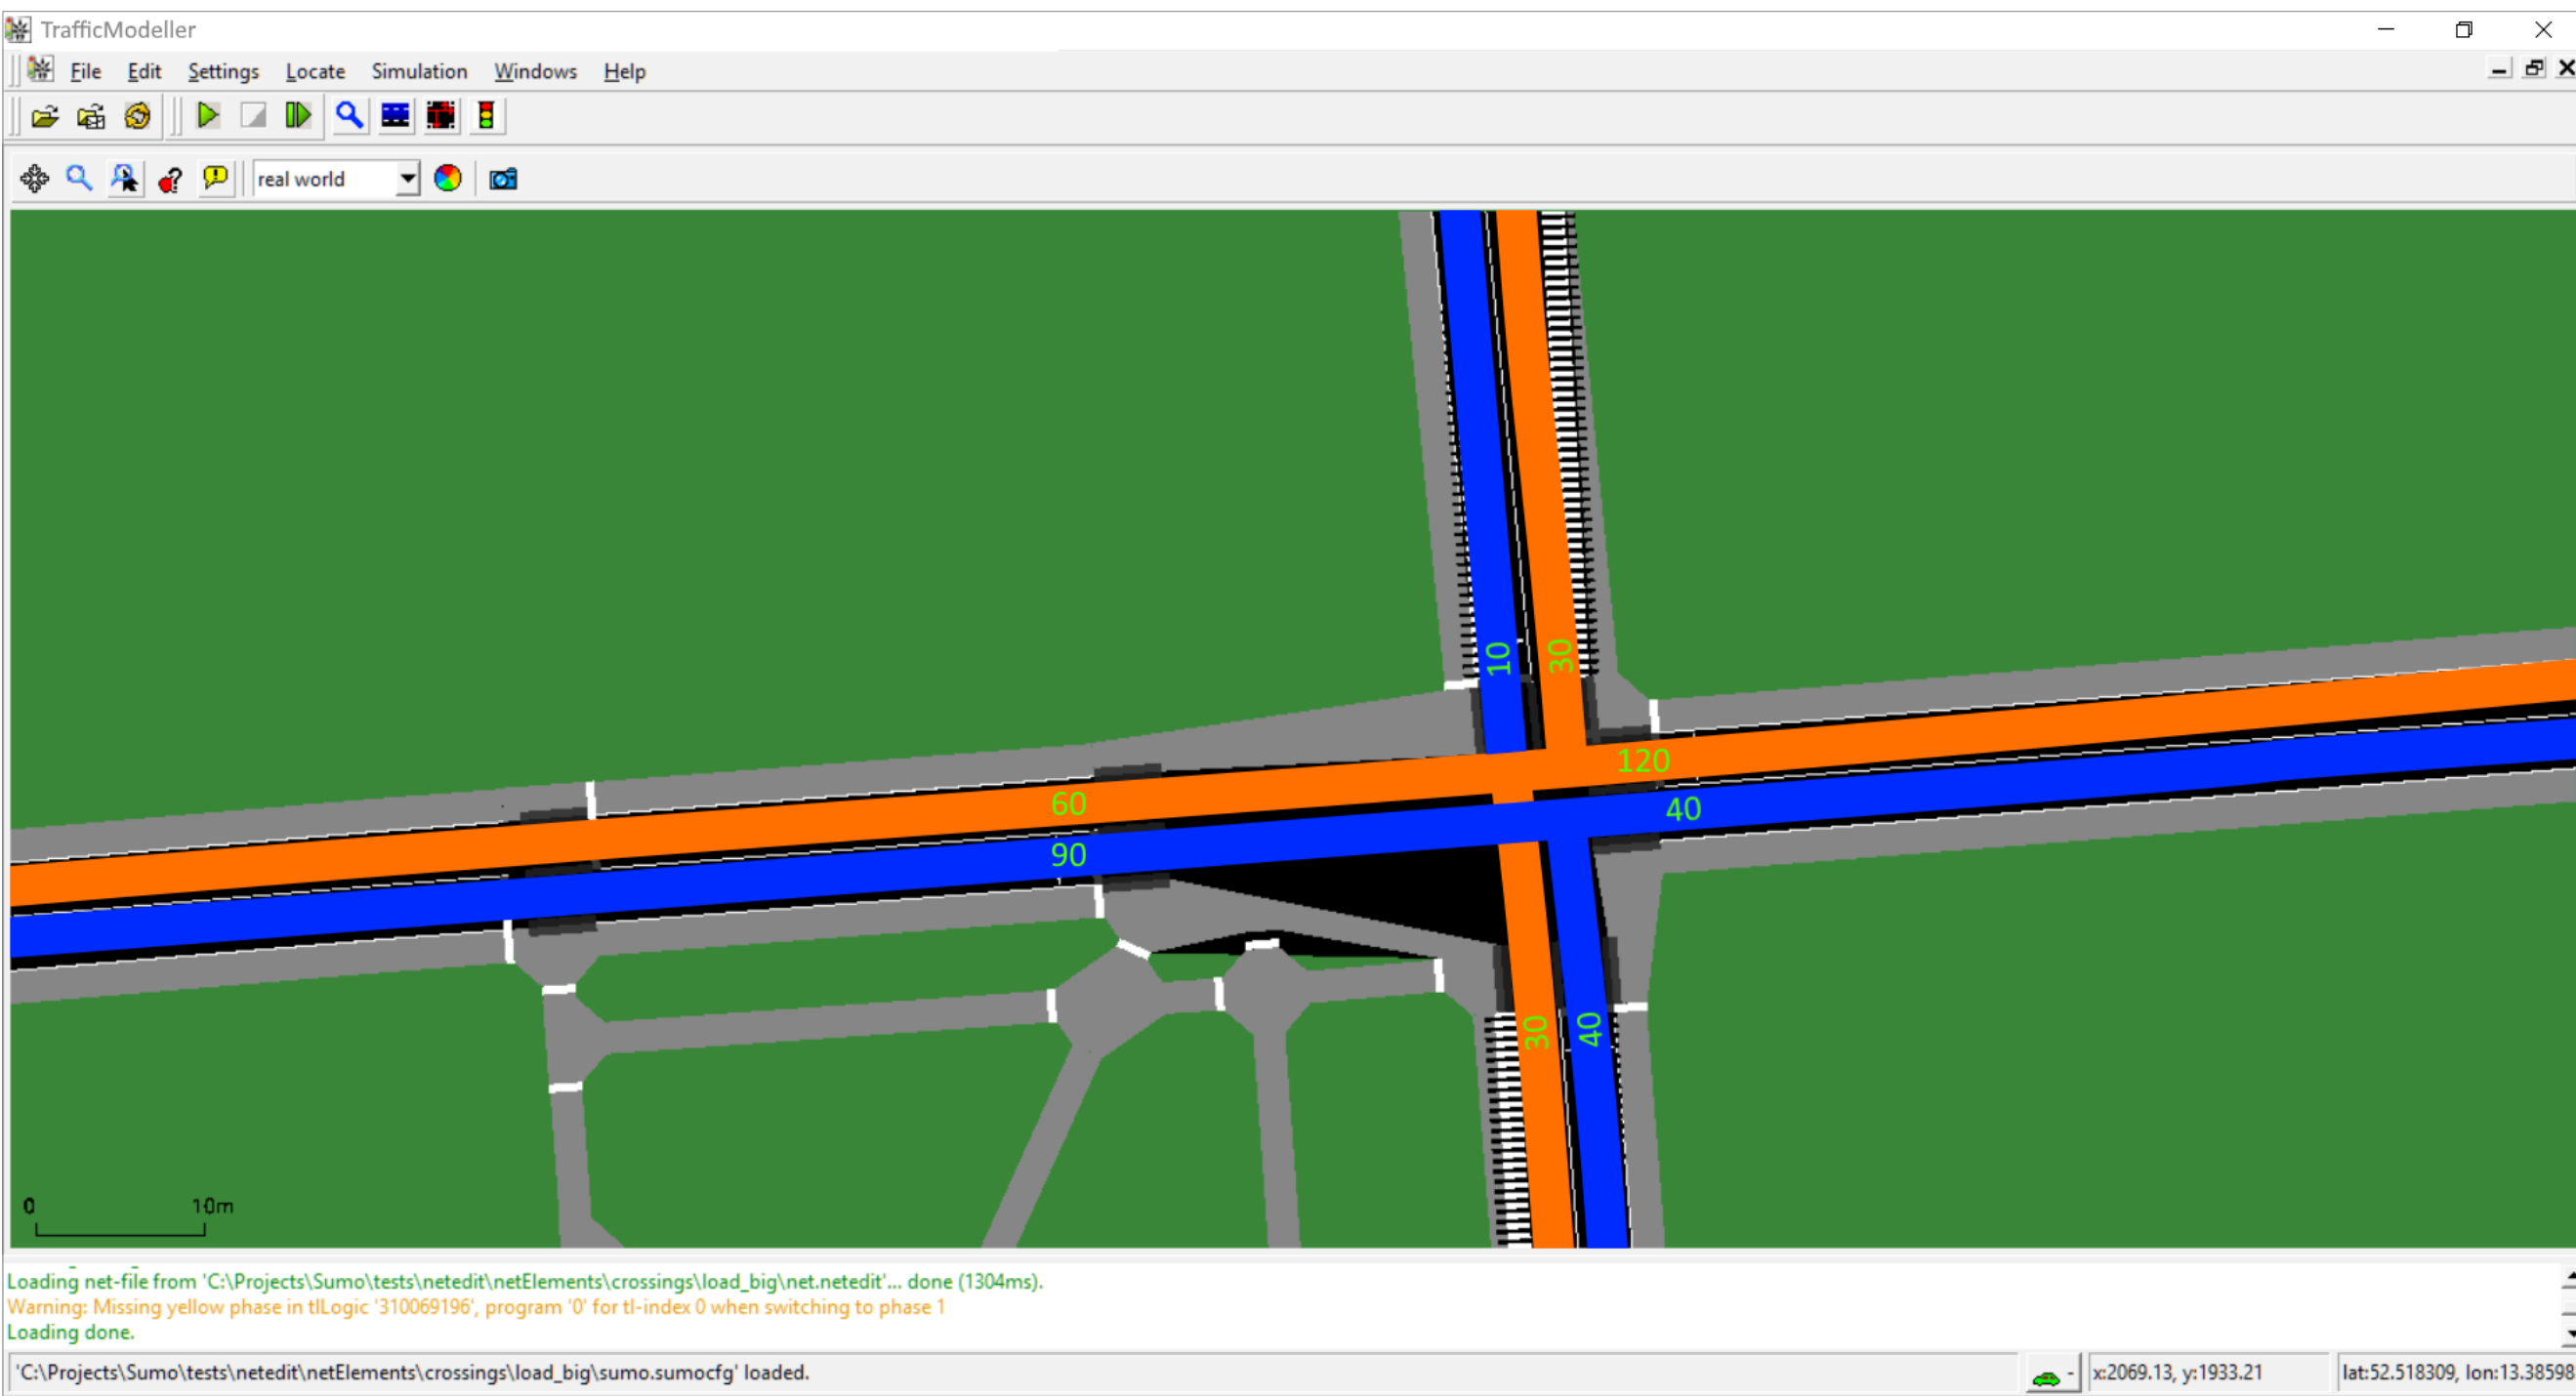 TrafficModeller
File Edit Settings Locate Simulation Windows Help
real world
10
30
120
60
40
90
30
40
0 10m
Loading net-file from 'C:\Projects\Sumo\tests\netedit\netElements\crossings\load_big\net.netedit'... done (1304ms).
Warning: Missing yellow phase in tlLogic '310069196', program '0' for tl-index 0 when switching to phase 1
Loading done.
'C:\Projects\Sumo\tests\netedit\netElements\crossings\load_big\sumo.sumocfg' loaded.
- x:2069.13, y:1933.21 lat:52.518309, lon:13.38598